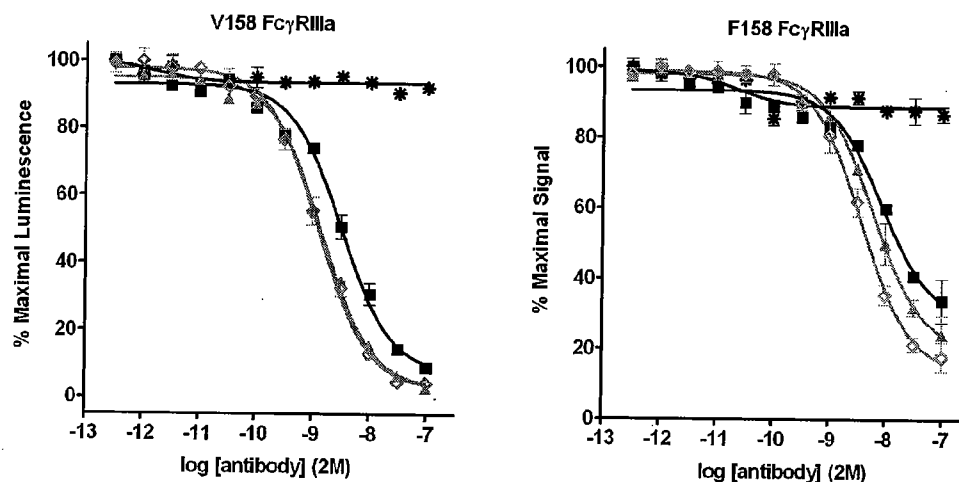 V158 FcγRIIIa
% Maximal Luminescence
100
80
60
40
20
0
-13 -12 -11 -10 -9 -8 -7
log [antibody] (2M)
F158 FcγRIIIa
% Maximal Signal
100
80
60
40
20
0
-13 -12 -11 -10 -9 -8 -7
log [antibody] (2M)